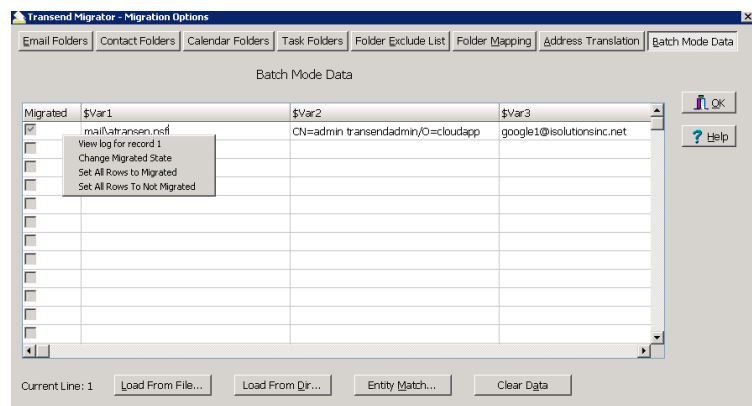 Transend Migrator - Migration Options
Email Folders Contact Folders Calendar Folders Task Folders Folder Exclude List Folder Mapping Address Translation Batch Mode Data
Batch Mode Data
OK
Help
Migrated $Var1 $Var2 $Var3
mail\atransen.nsf CN=admin transendadmin/O=cloudapp google1@isolutionsinc.net
View log for record 1
Change Migrated State
Set All Rows to Migrated
Set All Rows To Not Migrated
Current Line: 1 Load From File... Load From Dir... Entity Match... Clear Data